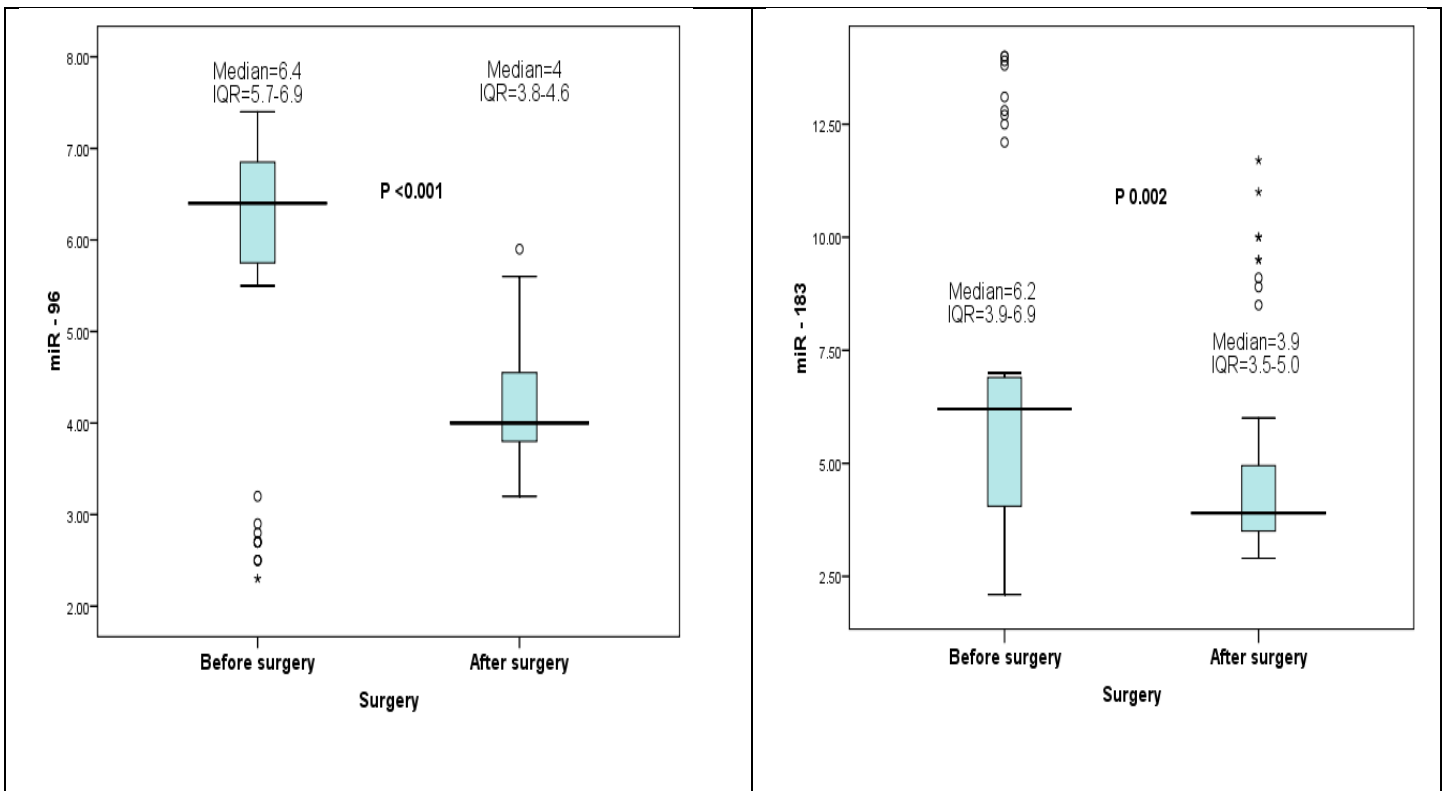 8.00
7.00
6.00
5.00
4.00
3.00
2.00
miR - 96
Median=6.4
IQR=5.7-6.9
Median=4
IQR=3.8-4.6
P <0.001
Before surgery
After surgery
Surgery
12.50
10.00
7.50
5.00
2.50
miR - 183
P 0.002
Median=6.2
IQR=3.9-6.9
Median=3.9
IQR=3.5-5.0
Before surgery
After surgery
Surgery